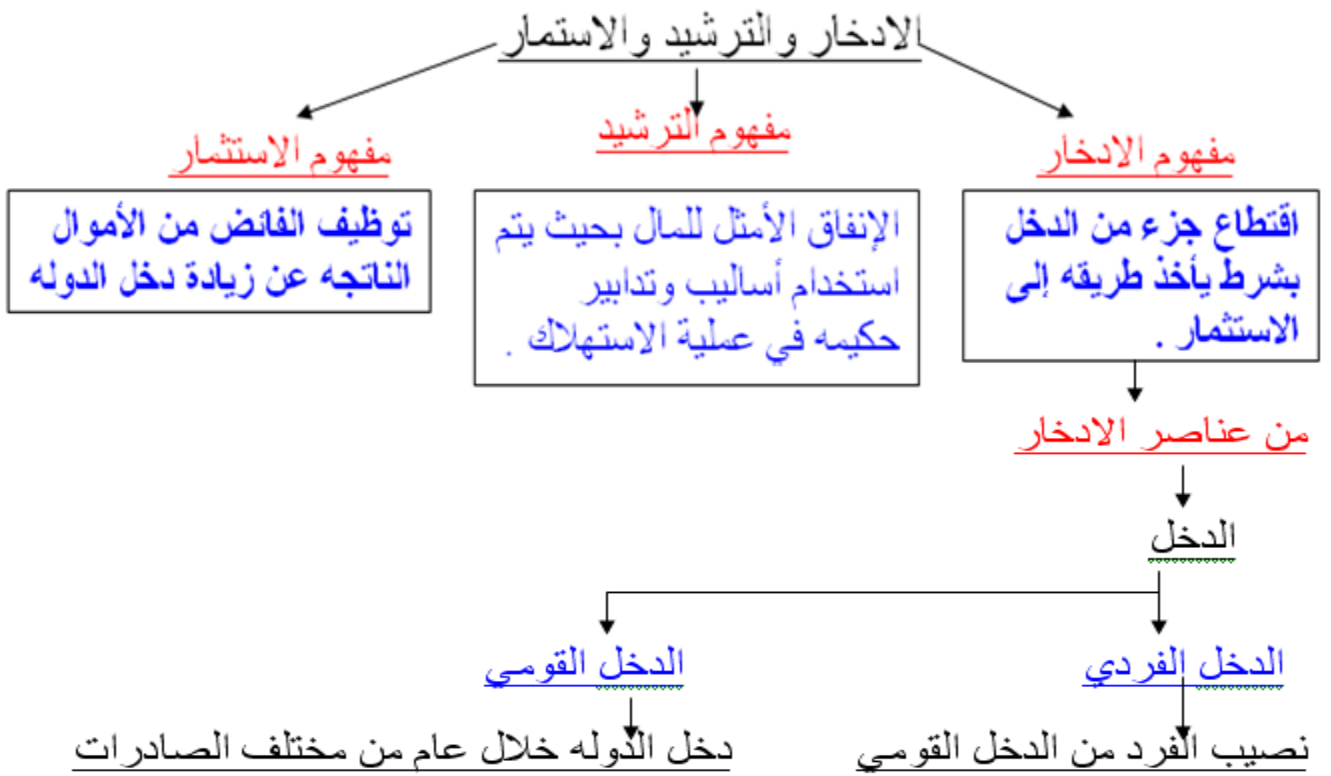 الادخار والترشيد والاستمار
مفهوم الادخار
مفهوم الترشيد
مفهوم الاستثمار
اقتطاع جزء من الدخل
بشرط يأخذ طريقه إلى
الاستثمار .
الإنفاق الأمثل للمال بحيث يتم
استخدام أساليب وتدابير
حكيمه في عملية الاستهلاك .
توظيف الفائض من الأموال
الناتجه عن زيادة دخل الدوله
من عناصر الادخار
الدخل
الدخل الفردي
الدخل القومي
نصيب الفرد من الدخل القومي
دخل الدوله خلال عام من مختلف الصادرات